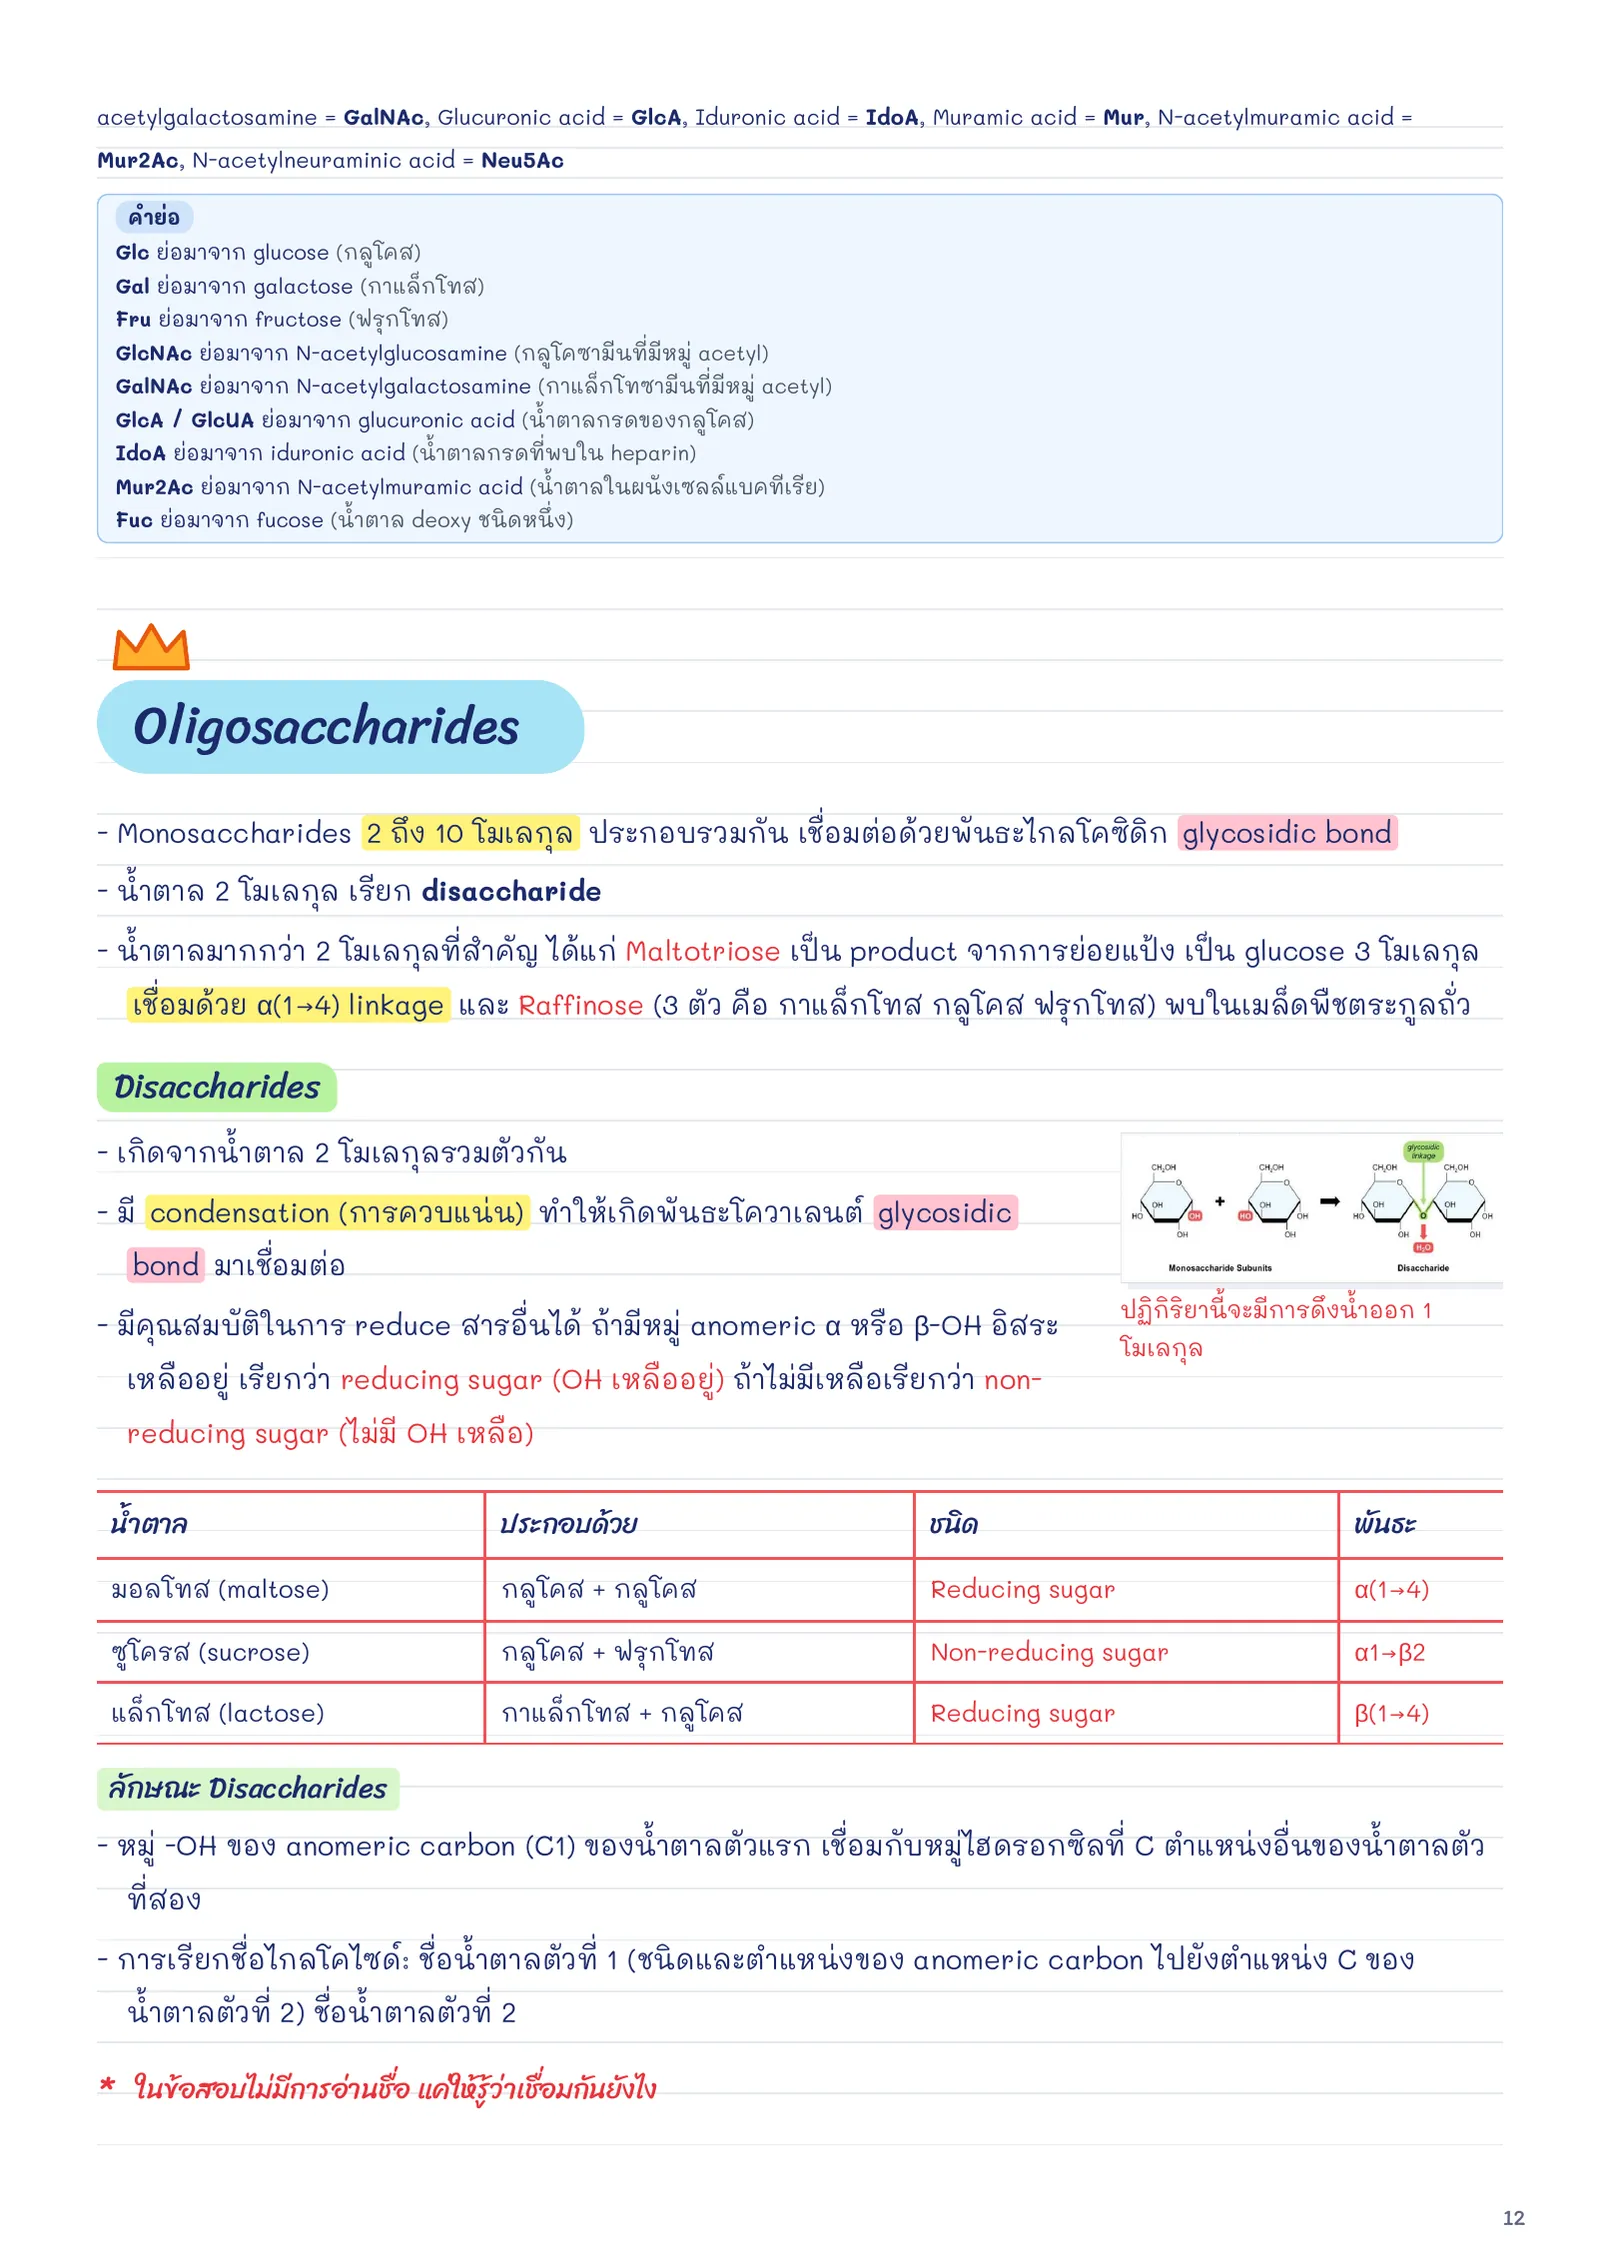 acetylgalactosamine = GalNAc, Glucuronic acid = GlcA, Iduronic acid = IdoA, Muramic acid = Mur, N-acetylmuramic acid =
Mur2Ac, N-acetylneuraminic acid = Neu5Ac
คำย่อ
Glc ย่อมาจาก glucose (กลูโคส)
Gal ย่อมาจาก galactose (กาแล็กโทส)
Fru ย่อมาจาก fructose (ฟรุกโทส)
GlcNAc ย่อมาจาก N-acetylglucosamine (กลูโคซามีนที่มีหมู่ acetyl)
GalNAc ย่อมาจาก N-acetylgalactosamine (กาแล็กโทซามีนที่มีหมู่ acetyl)
GlcA / GlcUA ย่อมาจาก glucuronic acid (น้ำตาลกรดของกลูโคส)
IdoA ย่อมาจาก iduronic acid (น้ำตาลกรดที่พบใน heparin)
Mur2Ac ย่อมาจาก N-acetylmuramic acid (น้ำตาลในผนังเซลล์แบคทีเรีย)
Fuc ย่อมาจาก fucose (น้ำตาล deoxy ชนิดหนึ่ง)
Oligosaccharides
- Monosaccharides 2 ถึง 10 โมเลกุล ประกอบรวมกัน เชื่อมต่อด้วยพันธะไกลโคซิดิก glycosidic bond
- น้ำตาล 2 โมเลกุล เรียก disaccharide
- น้ำตาลมากกว่า 2 โมเลกุลที่สำคัญ ได้แก่ Maltotriose เป็น product จากการย่อยแป้ง เป็น glucose 3 โมเลกุล
เชื่อมด้วย α(1→4) linkage และ Raffinose (3 ตัว คือ กาแล็กโทส กลูโคส ฟรุกโทส) พบในเมล็ดพืชตระกูลถั่ว
Disaccharides
- เกิดจากน้ำตาล 2 โมเลกุลรวมตัวกัน
- มี condensation (การควบแน่น) ทำให้เกิดพันธะโควาเลนต์ glycosidic
bond มาเชื่อมต่อ
- มีคุณสมบัติในการ reduce สารอื่นได้ ถ้ามีหมู่ anomeric α หรือ β-OH อิสระ
เหลืออยู่ เรียกว่า reducing sugar (OH เหลืออยู่) ถ้าไม่มีเหลือเรียกว่า non-
reducing sugar (ไม่มี OH เหลือ)
glycosidic
linkage
CH₂OH CH₂OH CH₂OH CH₂OH
O O O O
OH OH OH OH
HO OH HO OH HO O OH
OH OH OH OH
H₂O
+
Monosaccharide Subunits Disaccharide
ปฏิกิริยานี้จะมีการดึงน้ำออก 1
โมเลกุล
น้ำตาล ประกอบด้วย ชนิด พันธะ
มอลโทส (maltose) กลูโคส + กลูโคส Reducing sugar α(1→4)
ซูโครส (sucrose) กลูโคส + ฟรุกโทส Non-reducing sugar α1→β2
แล็กโทส (lactose) กาแล็กโทส + กลูโคส Reducing sugar β(1→4)
ลักษณะ Disaccharides
- หมู่ -OH ของ anomeric carbon (C1) ของน้ำตาลตัวแรก เชื่อมกับหมู่ไฮดรอกซิลที่ C ตำแหน่งอื่นของน้ำตาลตัว
ที่สอง
- การเรียกชื่อไกลโคไซด์: ชื่อน้ำตาลตัวที่ 1 (ชนิดและตำแหน่งของ anomeric carbon ไปยังตำแหน่ง C ของ
น้ำตาลตัวที่ 2) ชื่อน้ำตาลตัวที่ 2
* ในข้อสอบไม่มีการอ่านชื่อ แค่ให้รู้ว่าเชื่อมกันยังไง
12